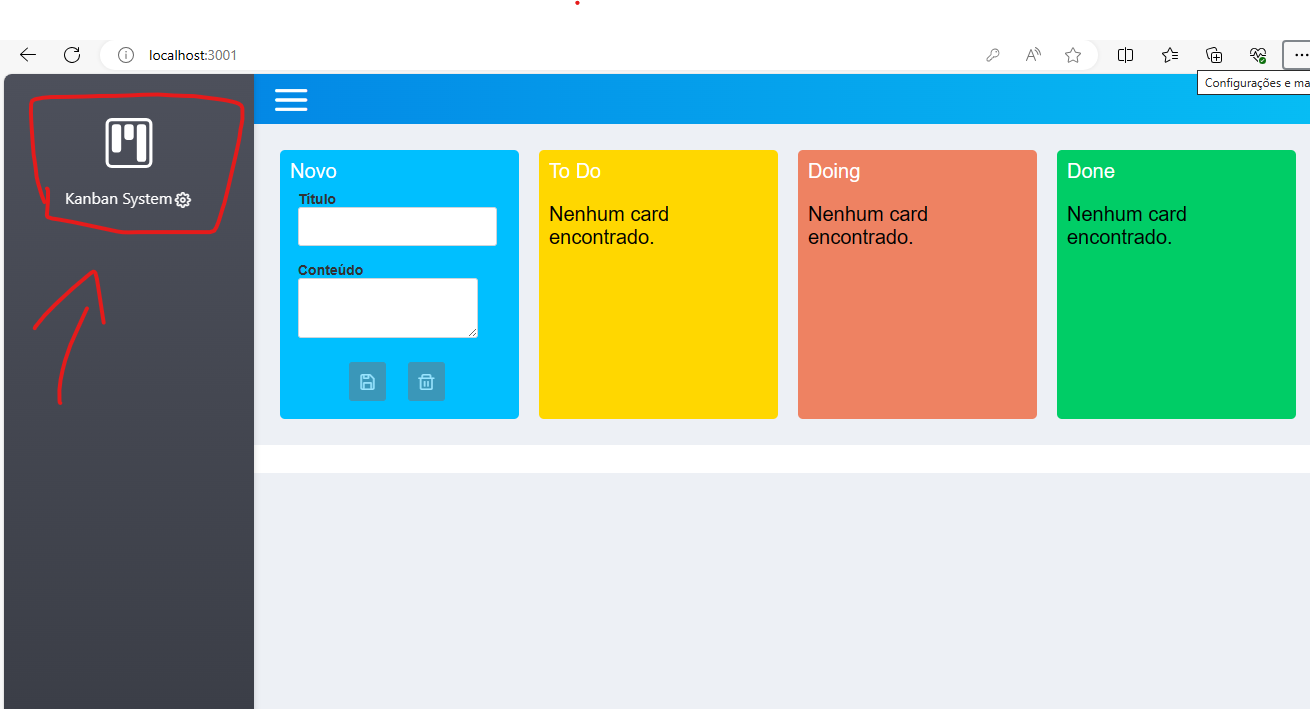 localhost:3001
Configurações e ma
Kanban System
Novo
Título
Conteúdo
To Do
Nenhum card
encontrado.
Doing
Nenhum card
encontrado.
Done
Nenhum card
encontrado.